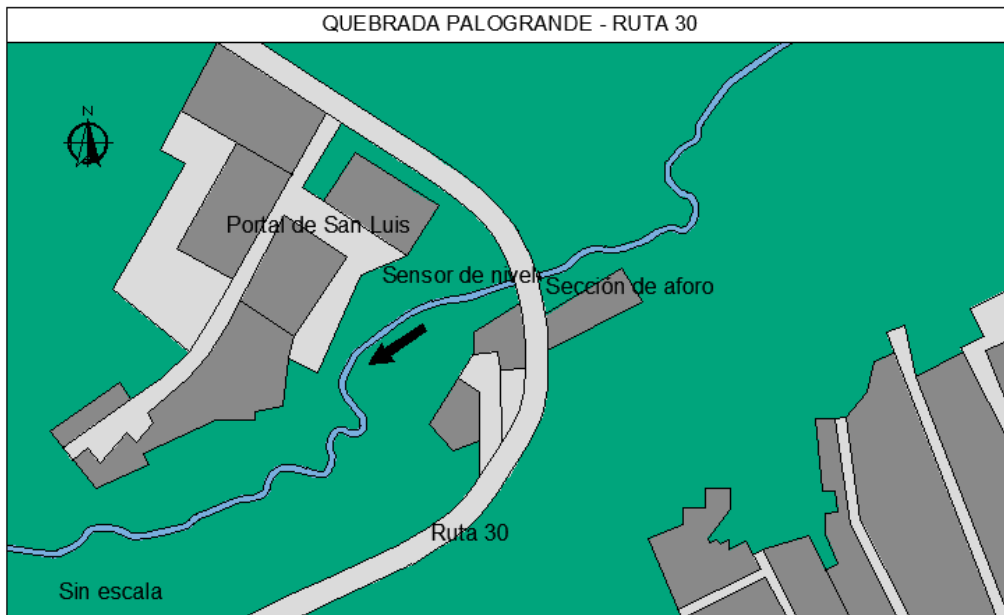 QUEBRADA PALOGRANDE - RUTA 30
N
Portal de San Luis
Sensor de nivel
Sección de aforo
Ruta 30
Sin escala